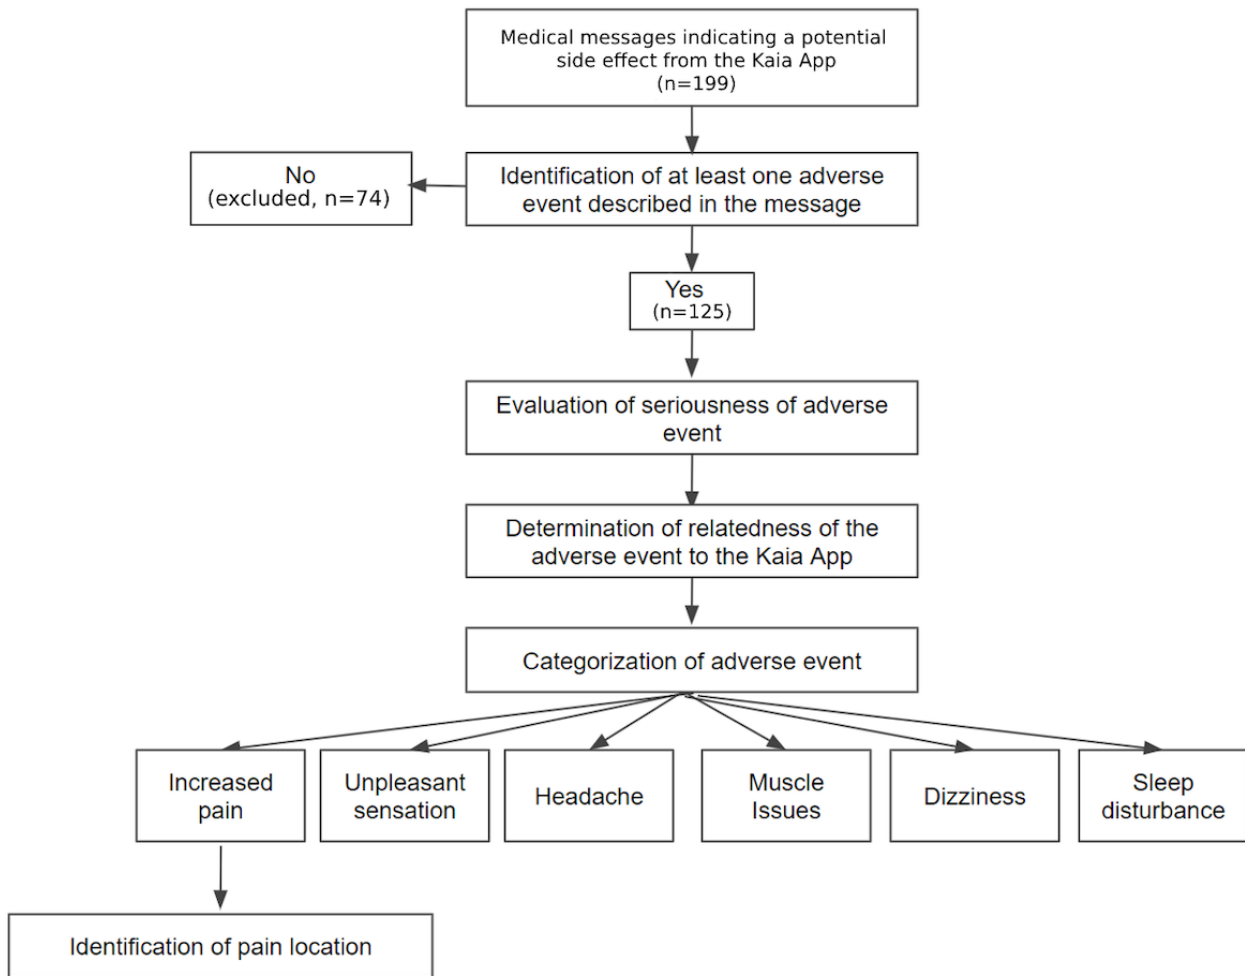 Medical messages indicating a potential
side effect from the Kaia App
(n=199)
No
(excluded, n=74)
Identification of at least one adverse
event described in the message
Yes
(n=125)
Evaluation of seriousness of adverse
event
Determination of relatedness of the
adverse event to the Kaia App
Categorization of adverse event
Increased
pain
Unpleasant
sensation
Headache
Muscle
Issues
Dizziness
Sleep
disturbance
Identification of pain location